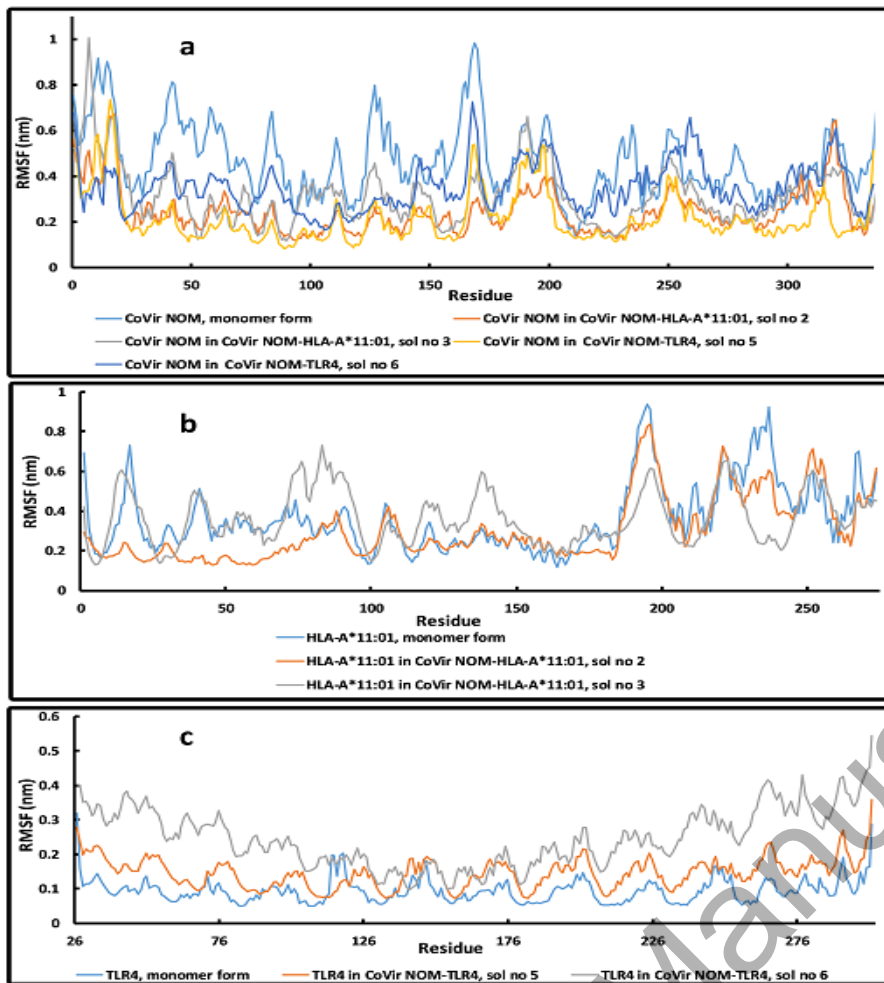 a
1
0.8
0.6
0.4
0.2
0
RMSF (nm)
0 50 100 150 200 250 300
Residue
CoVir NOM, monomer form CoVir NOM in CoVir NOM-HLA-A*11:01, sol no 2
CoVir NOM in CoVir NOM-HLA-A*11:01, sol no 3 CoVir NOM in CoVir NOM-TLR4, sol no 5
CoVir NOM in CoVir NOM-TLR4, sol no 6
b
1
0.8
0.6
0.4
0.2
0
RMSF (nm)
0 50 100 150 200 250
Residue
HLA-A*11:01, monomer form
HLA-A*11:01 in CoVir NOM-HLA-A*11:01, sol no 2
HLA-A*11:01 in CoVir NOM-HLA-A*11:01, sol no 3
c
0.6
0.5
0.4
0.3
0.2
0.1
0
RMSF (nm)
26 76 126 176 226 276
Residue
TLR4, monomer form TLR4 in CoVir NOM-TLR4, sol no 5 TLR4 in CoVir NOM-TLR4, sol no 6
Manus